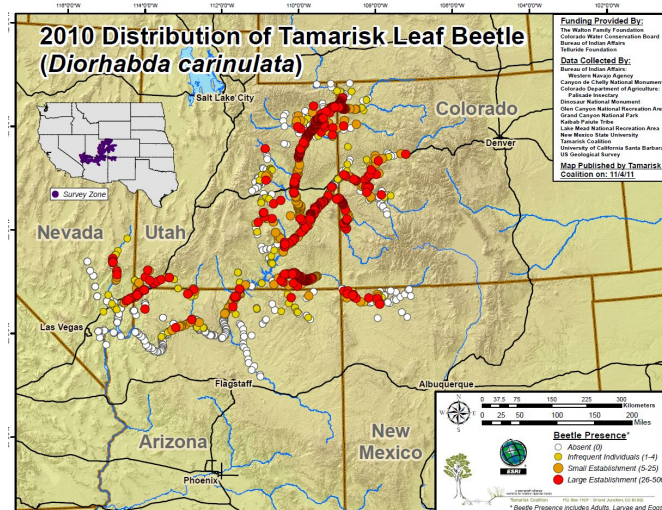 118°0'0"W 116°0'0"W 114°0'0"W 112°0'0"W 110°0'0"W 108°0'0"W 106°0'0"W 104°0'0"W 102°0'0"W
2010 Distribution of Tamarisk Leaf Beetle
(Diorhabda carinulata)
Funding Provided By:
The Walton Family Foundation
Colorado Water Conservation Board
Bureau of Indian Affairs
Telluride Foundation
Data Collected By:
Bureau of Indian Affairs:
Western Navajo Agency
Canyon de Chelly National Monument
Colorado Department of Agriculture:
Palisade Insectary
Dinosaur National Monument
Glen Canyon National Recreation Area
Grand Canyon National Park
Kaibab Paiute Tribe
Lake Mead National Recreation Area
New Mexico State University
Tamarisk Coalition
University of California Santa Barbara
US Geological Survey
Map Published by Tamarisk
Coalition on: 11/4/11
Salt Lake City
Colorado
Denver
Survey Zone
Nevada
Utah
Las Vegas
Flagstaff
Albuquerque
Arizona
New
Mexico
Phoenix
N
W E
S
0 37.5 75 150 225 300
Kilometers
0 25 50 100 150 200
Miles
Beetle Presence*
Absent (0)
Infrequent Individuals (1-4)
Small Establishment (5-25)
Large Establishment (26-500
ESRI
Tamarisk Coalition
* Beetle Presence includes Adults, Larvae and Egg